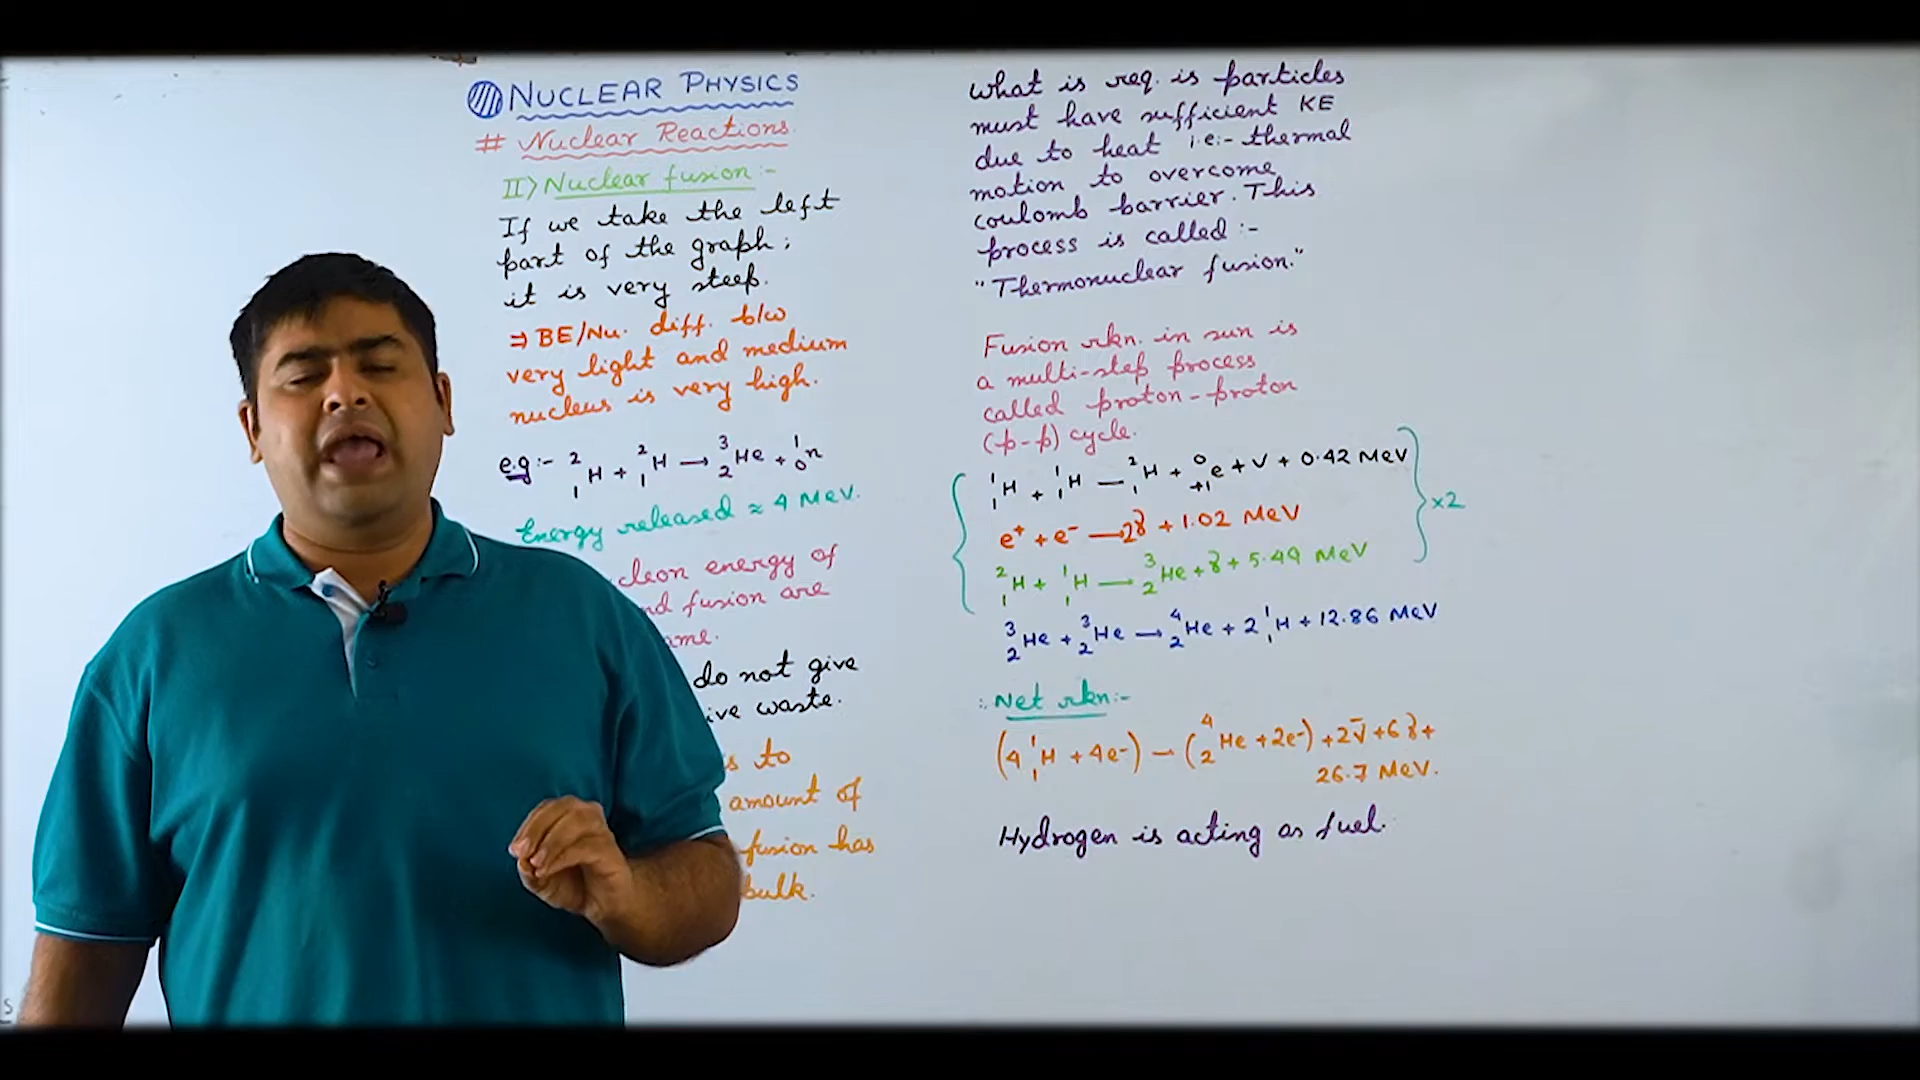 NUCLEAR PHYSICS
# Nuclear Reactions
II> Nuclear fusion :-
If we take the left
part of the graph;
it is very steep.
⇒ BE/Nu. diff. b/w
very light and medium
nucleus is very high.
e.g :- ²₁H + ²₁H → ³₂He + ¹₀n
Energy released ≈ 4 MeV.
cleon energy of
nd fusion are
ame.
do not give
ive waste.
s to
amount of
fusion has
bulk.
What is req. is particles
must have sufficient KE
due to heat i.e:- thermal
motion to overcome
coulomb barrier. This
process is called :-
"Thermonuclear fusion."
Fusion rkn. in sun is
a multi-step process
called proton-proton
(p-p) cycle.
¹₁H + ¹₁H — ²₁H + ⁰₊₁e + ν + 0.42 MeV
e⁺ + e⁻ → 2γ + 1.02 MeV
x2
²₁H + ¹₁H → ³₂He + γ + 5.49 MeV
³₂He + ³₂He → ⁴₂He + 2 ¹₁H + 12.86 MeV
∴ Net rkn:-
(4 ¹₁H + 4e⁻) → (⁴₂He + 2e⁻) + 2ν̄ + 6γ +
26.7 MeV.
Hydrogen is acting as fuel.